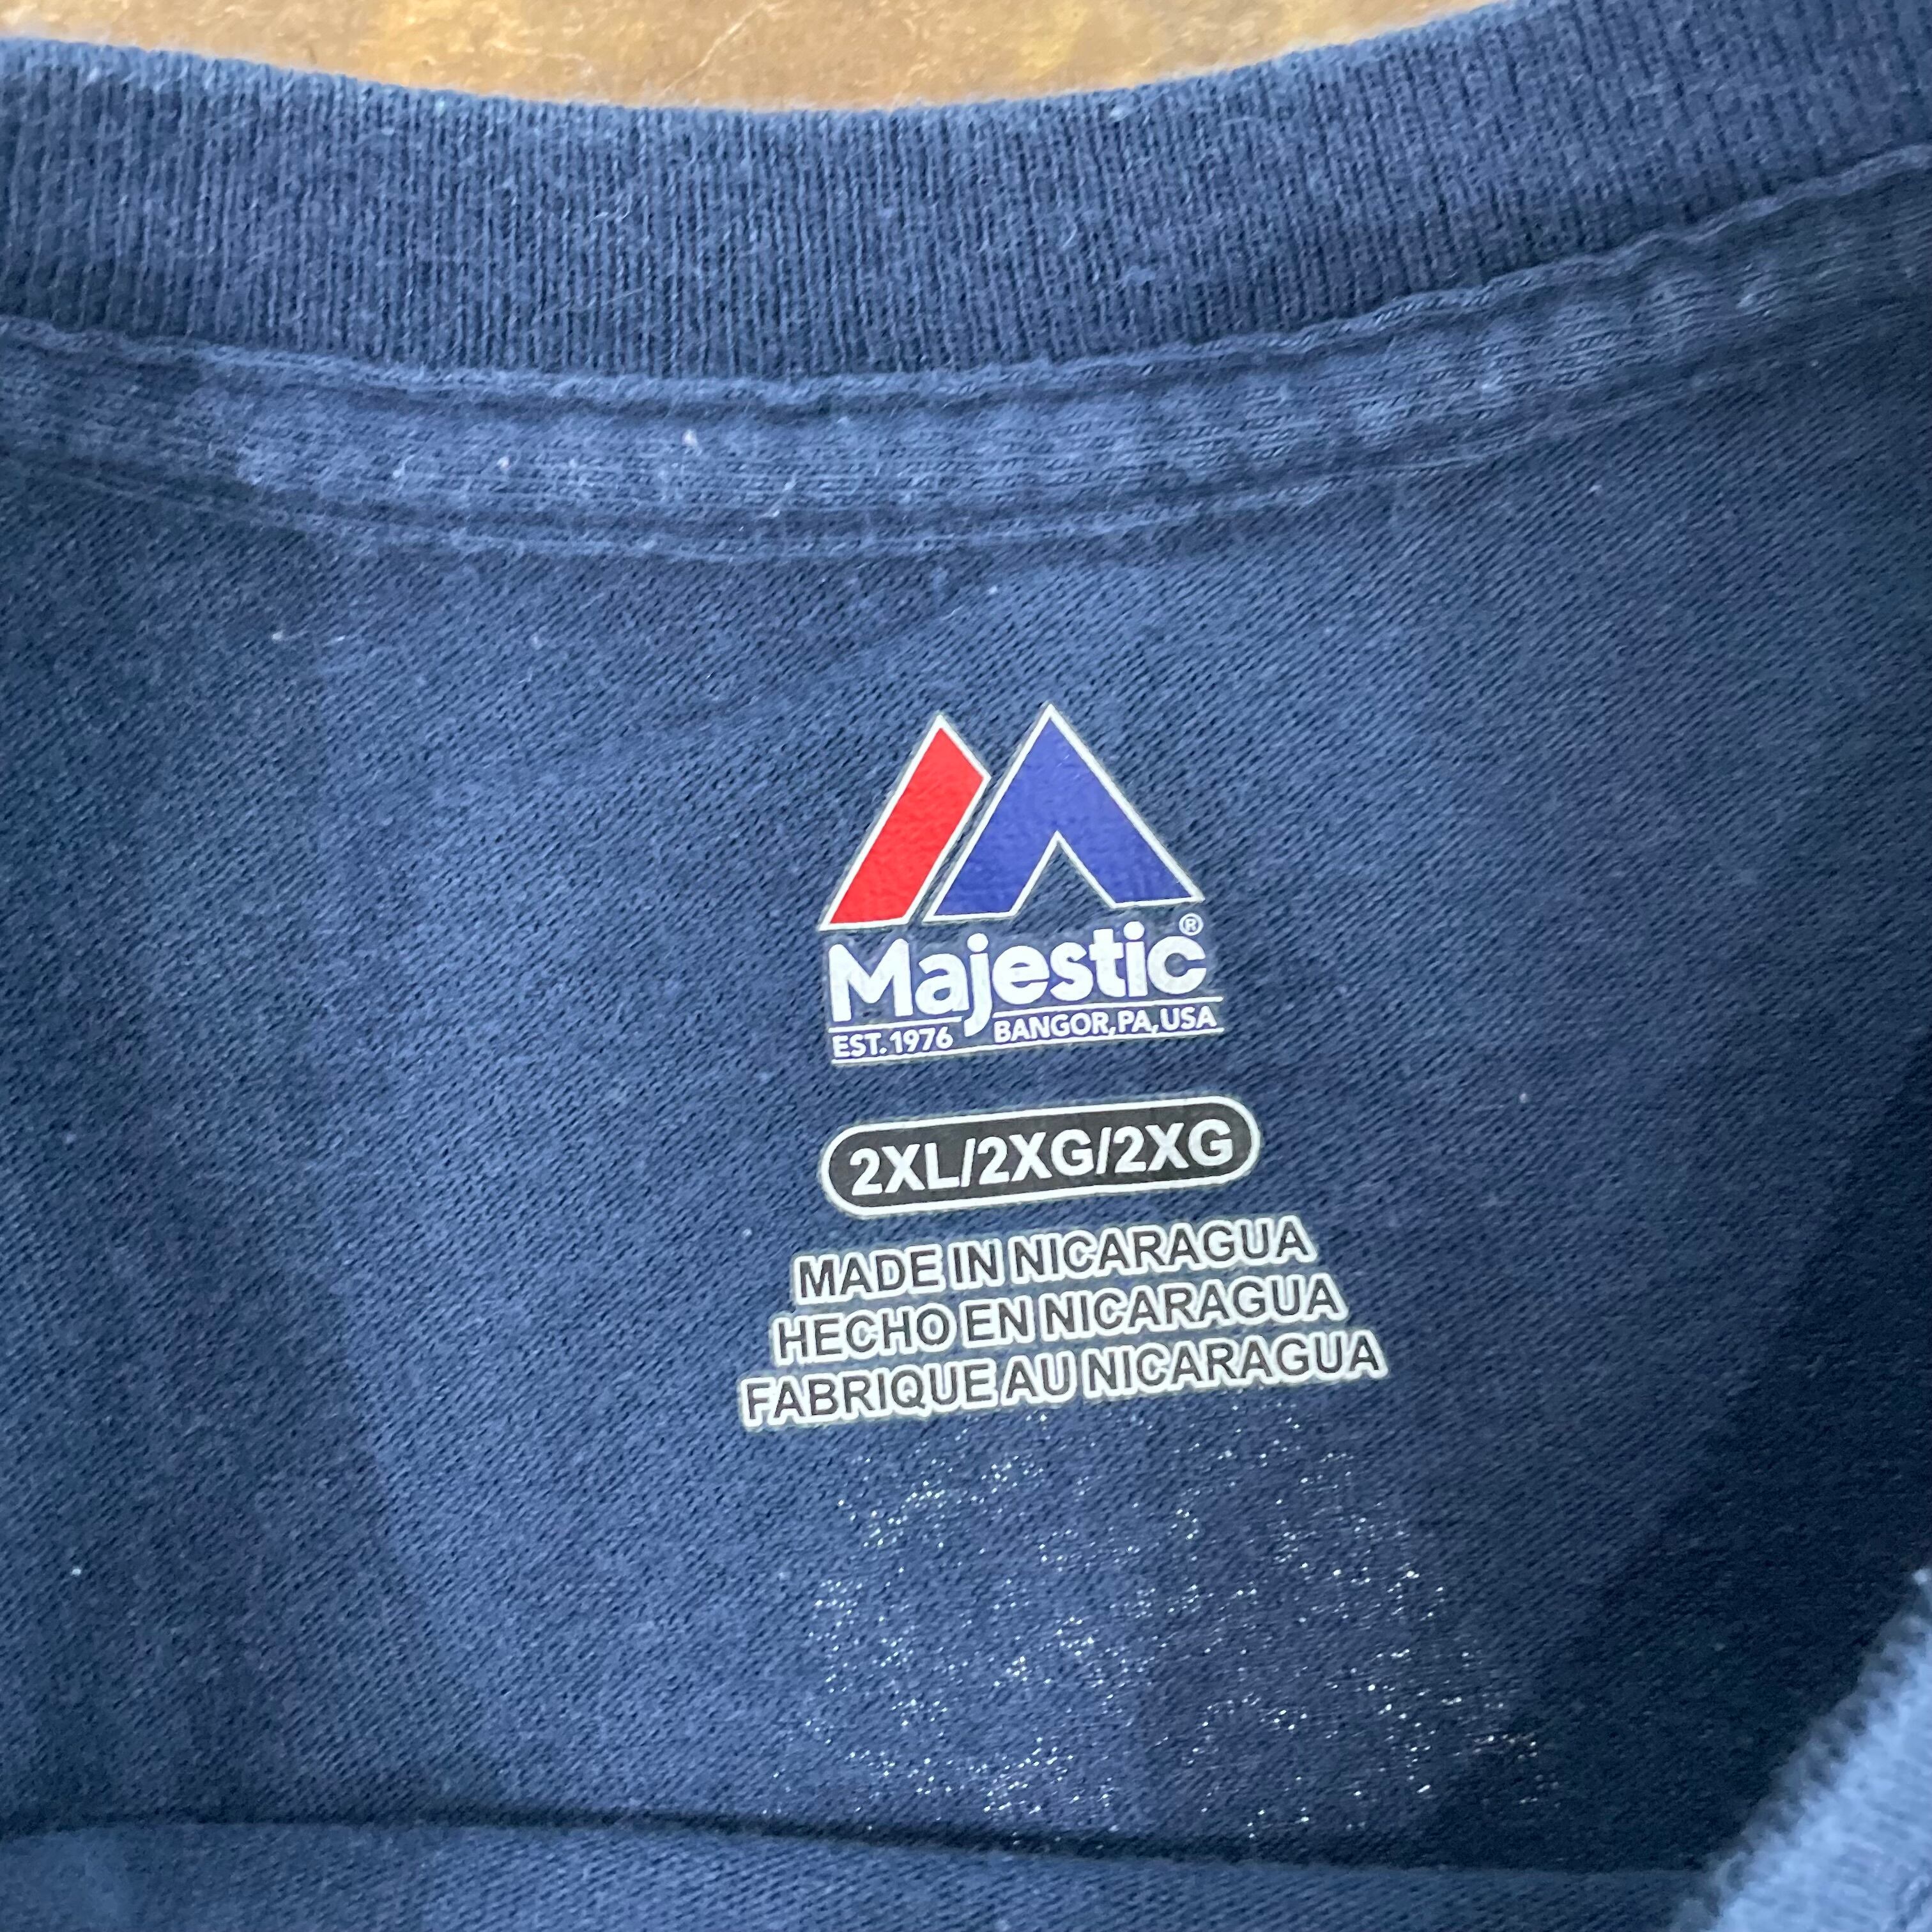 Majestic®
EST. 1976 BANGOR, PA, USA
2XL/2XG/2XG
MADE IN NICARAGUA
HECHO EN NICARAGUA
FABRIQUE AU NICARAGUA